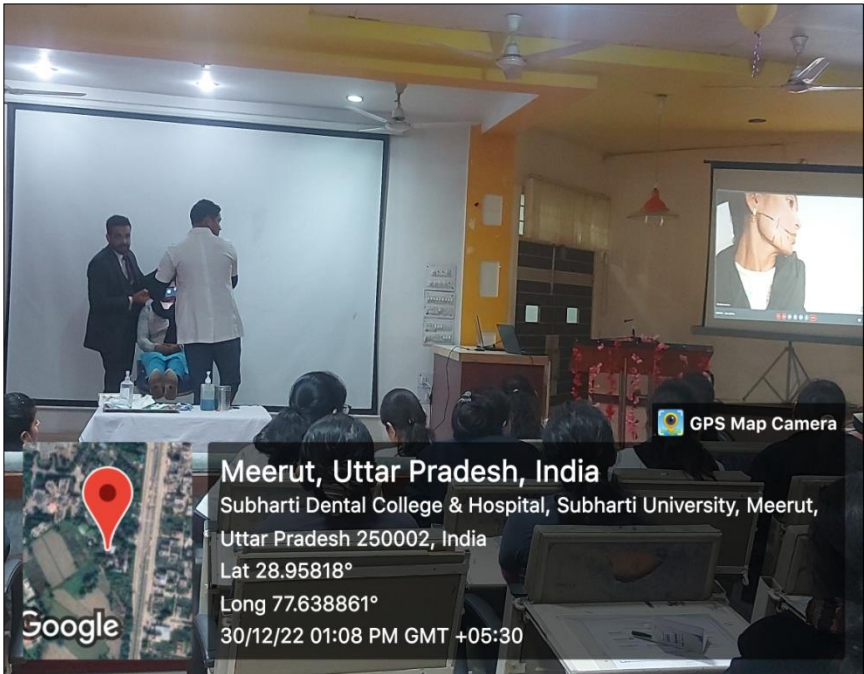 GPS Map Camera
Meerut, Uttar Pradesh, India
Subharti Dental College & Hospital, Subharti University, Meerut,
Uttar Pradesh 250002, India
Lat 28.95818°
Long 77.638861°
30/12/22 01:08 PM GMT +05:30
Google